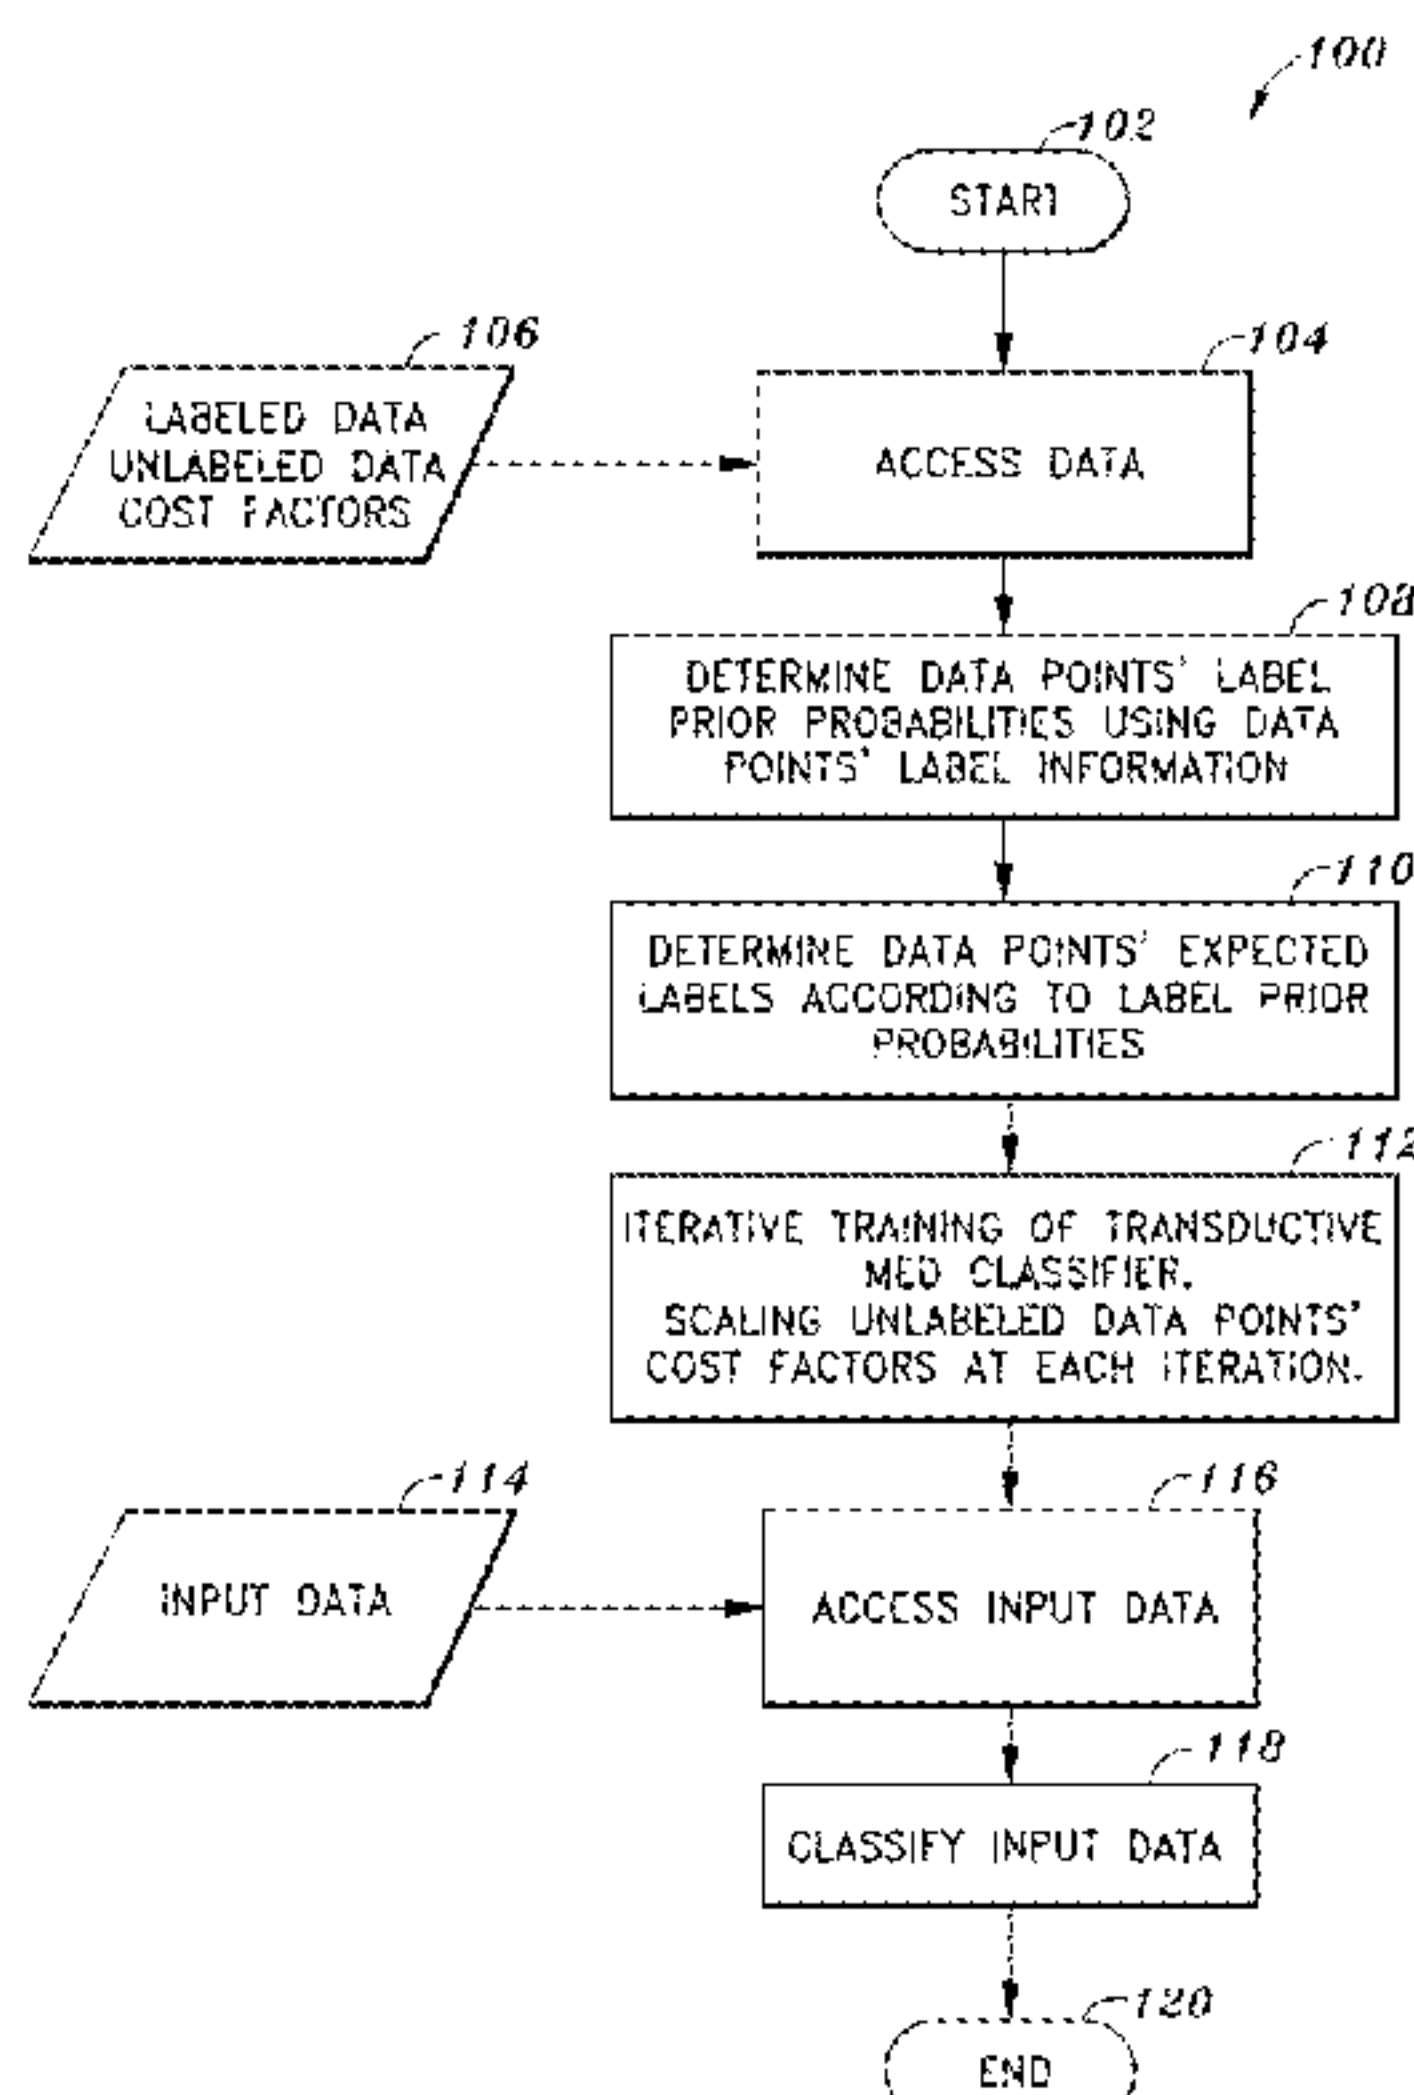 100
102
START
106
104
LABELED DATA
UNLABELED DATA
COST FACTORS
ACCESS DATA
108
DETERMINE DATA POINTS' LABEL
PRIOR PROBABILITIES USING DATA
POINTS' LABEL INFORMATION
110
DETERMINE DATA POINTS' EXPECTED
LABELS ACCORDING TO LABEL PRIOR
PROBABILITIES
112
ITERATIVE TRAINING OF TRANSDUCTIVE
MED CLASSIFIER.
SCALING UNLABELED DATA POINTS'
COST FACTORS AT EACH ITERATION.
114
116
INPUT DATA
ACCESS INPUT DATA
118
CLASSIFY INPUT DATA
120
END